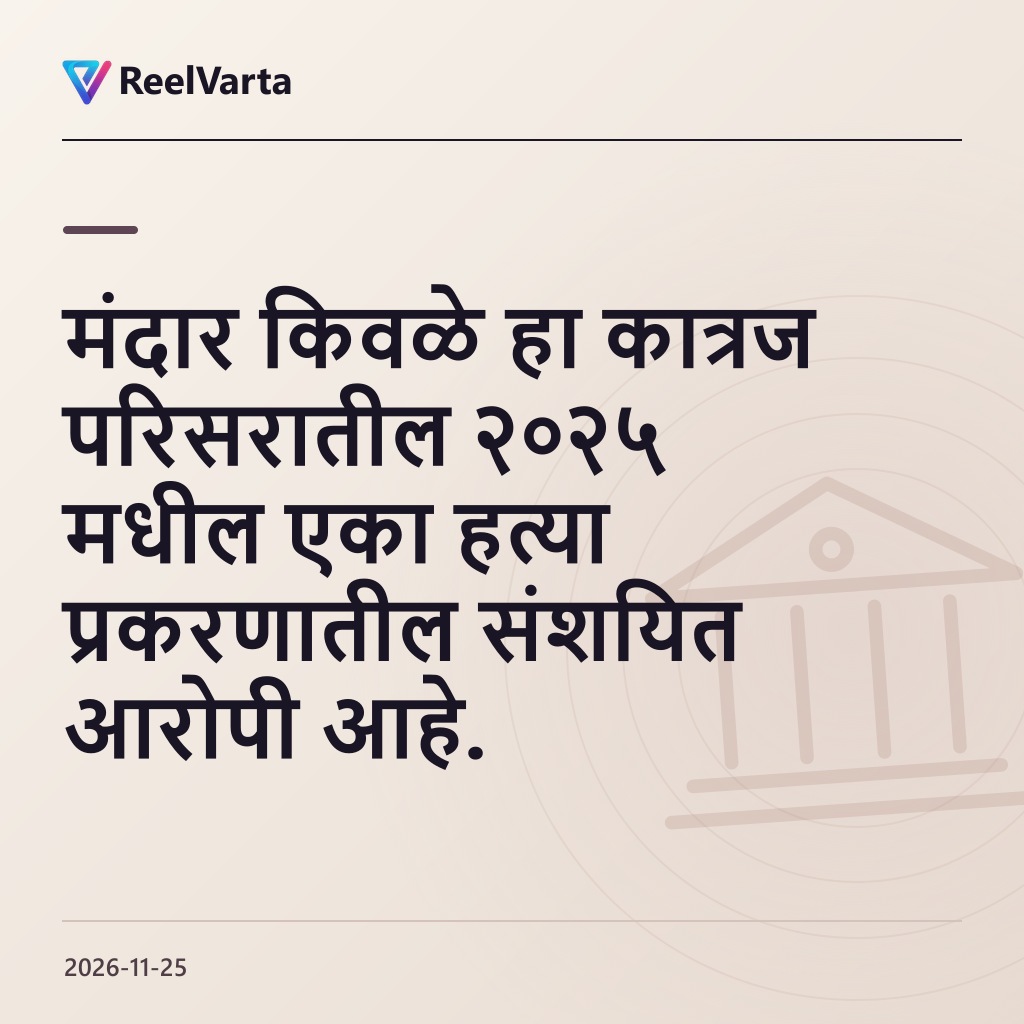 ReelVarta
मंदार किवळे हा कात्रज
परिसरातील २०२५
मधील एका हत्या
प्रकरणातील संशयित
आरोपी आहे.
2026-11-25